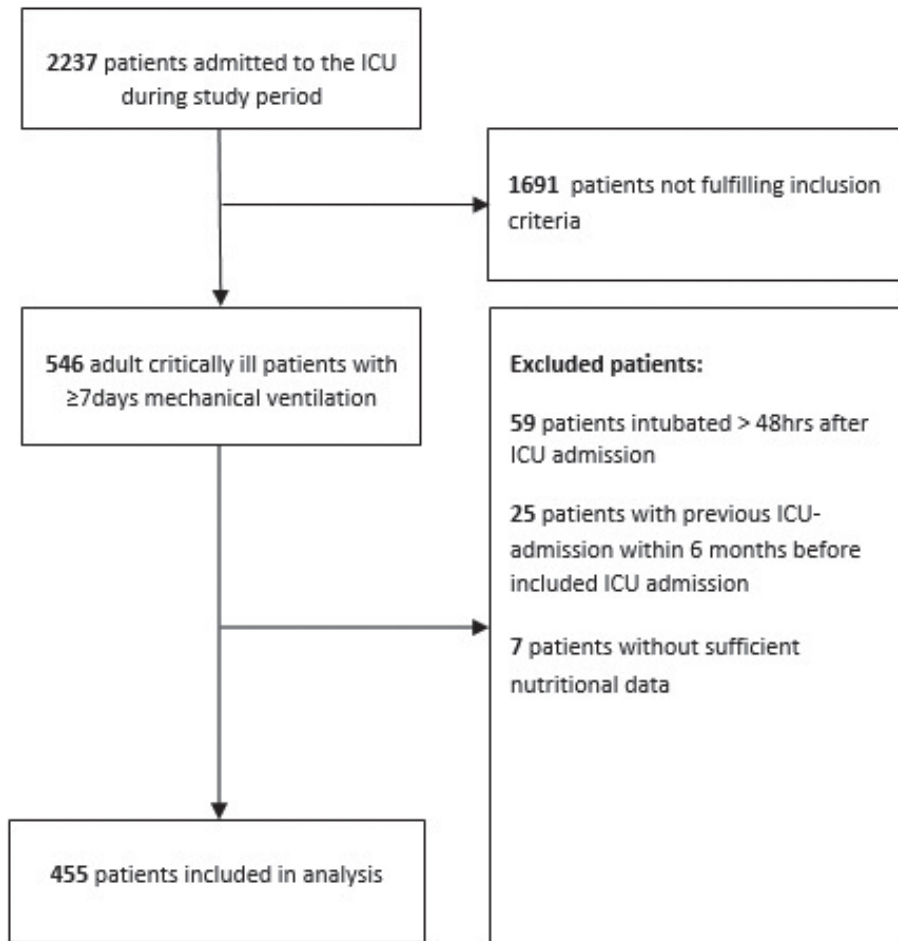 2237 patients admitted to the ICU
during study period
1691 patients not fulfilling inclusion
criteria
546 adult critically ill patients with
≥7days mechanical ventilation
Excluded patients:
59 patients intubated > 48hrs after
ICU admission
25 patients with previous ICU-
admission within 6 months before
included ICU admission
7 patients without sufficient
nutritional data
455 patients included in analysis